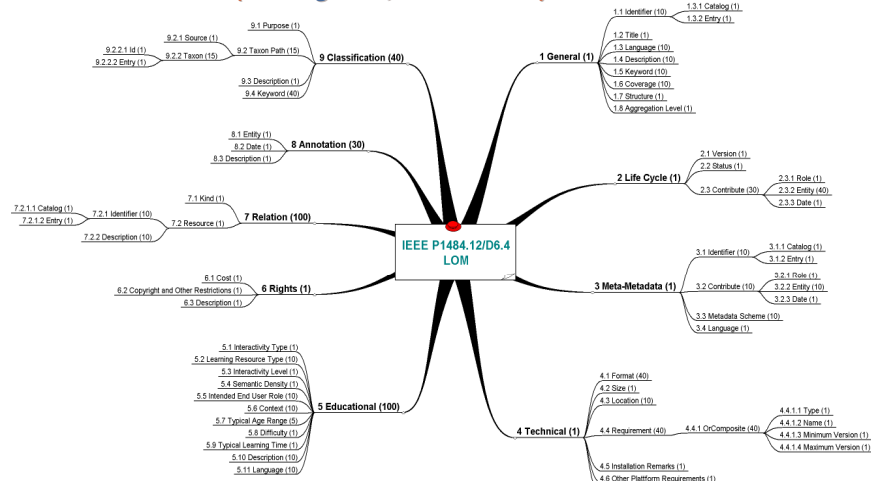 IEEE P1484.12/D6.4
LOM
1 General (1)
1.1 Identifier (10)
1.3.1 Catalog (1)
1.3.2 Entry (1)
1.2 Title (1)
1.3 Language (10)
1.4 Description (10)
1.5 Keyword (10)
1.6 Coverage (10)
1.7 Structure (1)
1.8 Aggregation Level (1)
2 Life Cycle (1)
2.1 Version (1)
2.2 Status (1)
2.3 Contribute (30)
2.3.1 Role (1)
2.3.2 Entity (40)
2.3.3 Date (1)
3 Meta-Metadata (1)
3.1 Identifier (10)
3.1.1 Catalog (1)
3.1.2 Entry (1)
3.2 Contribute (10)
3.2.1 Role (1)
3.2.2 Entity (10)
3.2.3 Date (1)
3.3 Metadata Scheme (10)
3.4 Language (1)
4 Technical (1)
4.1 Format (40)
4.2 Size (1)
4.3 Location (10)
4.4 Requirement (40)
4.4.1 OrComposite (40)
4.4.1.1 Type (1)
4.4.1.2 Name (1)
4.4.1.3 Minimum Version (1)
4.4.1.4 Maximum Version (1)
4.5 Installation Remarks (1)
4.6 Other Plattform Requirements (1)
5 Educational (100)
5.1 Interactivity Type (1)
5.2 Learning Resource Type (10)
5.3 Interactivity Level (1)
5.4 Semantic Density (1)
5.5 Intended End User Role (10)
5.6 Context (10)
5.7 Typical Age Range (5)
5.8 Difficulty (1)
5.9 Typical Learning Time (1)
5.10 Description (10)
5.11 Language (10)
6 Rights (1)
6.1 Cost (1)
6.2 Copyright and Other Restrictions (1)
6.3 Description (1)
7 Relation (100)
7.1 Kind (1)
7.2 Resource (1)
7.2.1 Identifier (10)
7.2.1.1 Catalog (1)
7.2.1.2 Entry (1)
7.2.2 Description (10)
8 Annotation (30)
8.1 Entity (1)
8.2 Date (1)
8.3 Description (1)
9 Classification (40)
9.1 Purpose (1)
9.2 Taxon Path (15)
9.2.1 Source (1)
9.2.2 Taxon (15)
9.2.2.1 Id (1)
9.2.2.2 Entry (1)
9.3 Description (1)
9.4 Keyword (40)